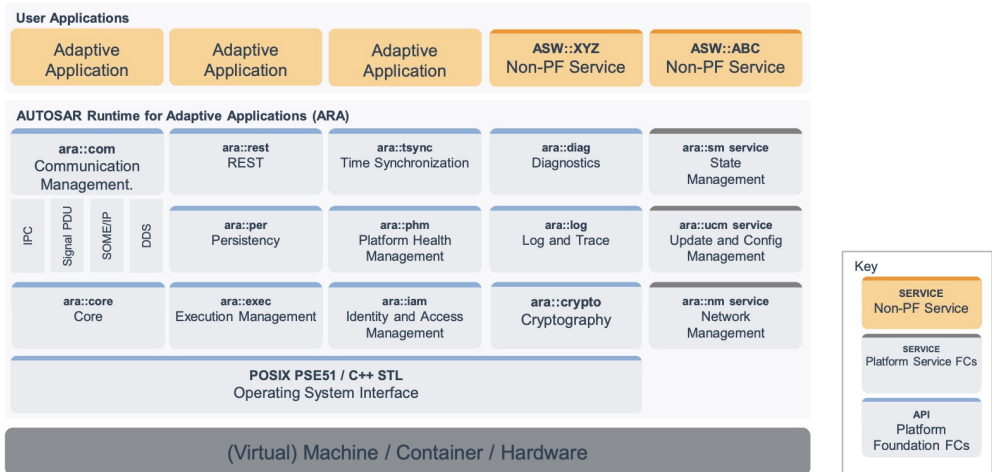 User Applications
Adaptive
Application
Adaptive
Application
Adaptive
Application
ASW::XYZ
Non-PF Service
ASW::ABC
Non-PF Service
AUTOSAR Runtime for Adaptive Applications (ARA)
ara::com
Communication
Management.
ara::rest
REST
ara::tsync
Time Synchronization
ara::diag
Diagnostics
ara::sm service
State
Management
IPC
Signal PDU
SOME/IP
DDS
ara::per
Persistency
ara::phm
Platform Health
Management
ara::log
Log and Trace
ara::ucm service
Update and Config
Management
ara::core
Core
ara::exec
Execution Management
ara::iam
Identity and Access
Management
ara::crypto
Cryptography
ara::nm service
Network
Management
POSIX PSE51 / C++ STL
Operating System Interface
(Virtual) Machine / Container / Hardware
Key
SERVICE
Non-PF Service
SERVICE
Platform Service FCs
API
Platform
Foundation FCs